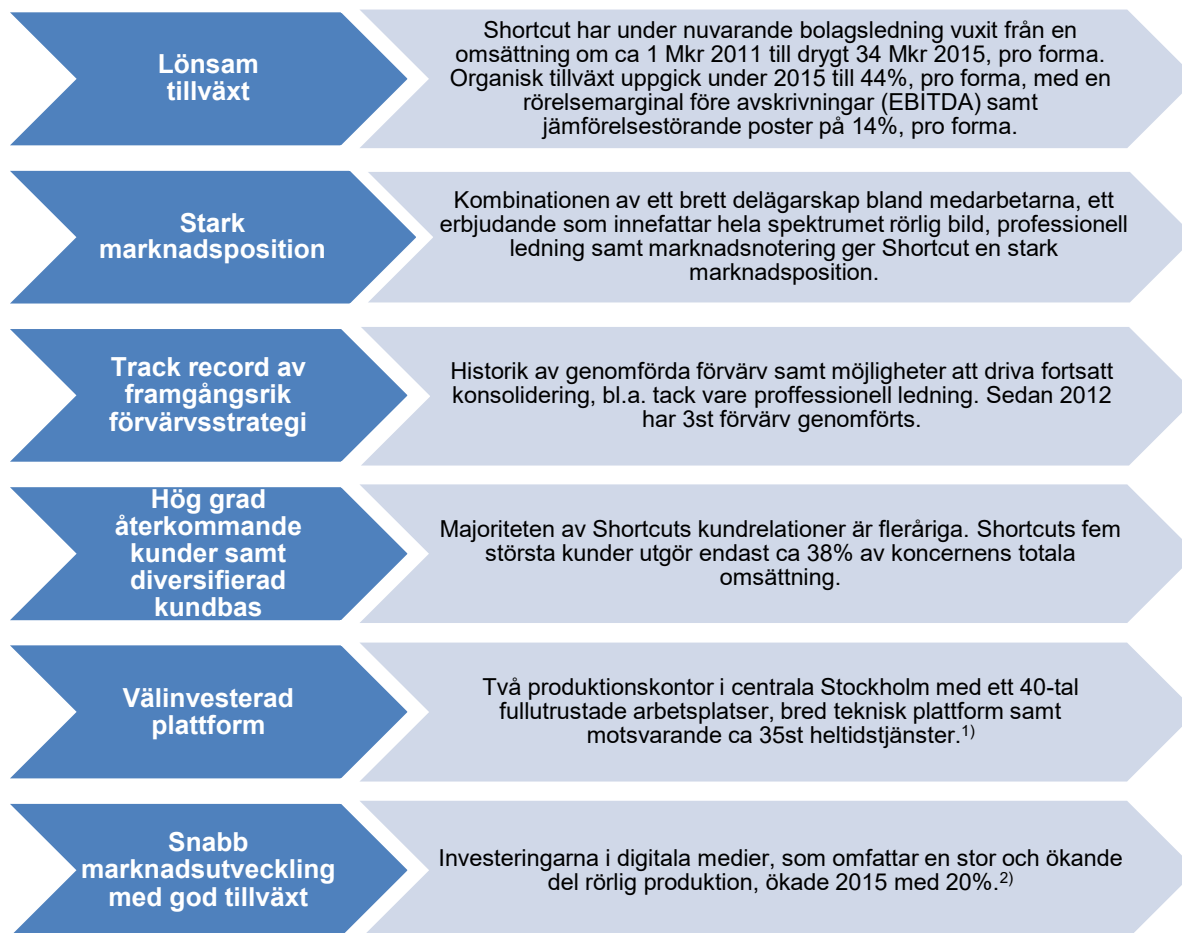 Lönsam
tillväxt
Shortcut har under nuvarande bolagsledning vuxit från en
omsättning om ca 1 Mkr 2011 till drygt 34 Mkr 2015, pro forma.
Organisk tillväxt uppgick under 2015 till 44%, pro forma, med en
rörelsemarginal före avskrivningar (EBITDA) samt
jämförelsestörande poster på 14%, pro forma.
Stark
marknadsposition
Kombinationen av ett brett delägarskap bland medarbetarna, ett
erbjudande som innefattar hela spektrumet rörlig bild, professionell
ledning samt marknadsnotering ger Shortcut en stark
marknadsposition.
Track record av
framgångsrik
förvärvsstrategi
Historik av genomförda förvärv samt möjligheter att driva fortsatt
konsolidering, bl.a. tack vare proffessionell ledning. Sedan 2012
har 3st förvärv genomförts.
Hög grad
återkommande
kunder samt
diversifierad
kundbas
Majoriteten av Shortcuts kundrelationer är fleråriga. Shortcuts fem
största kunder utgör endast ca 38% av koncernens totala
omsättning.
Välinvesterad
plattform
Två produktionskontor i centrala Stockholm med ett 40-tal
fullutrustade arbetsplatser, bred teknisk plattform samt
motsvarande ca 35st heltidstjänster.1)
Snabb
marknadsutveckling
med god tillväxt
Investeringarna i digitala medier, som omfattar en stor och ökande
del rörlig produktion, ökade 2015 med 20%.2)